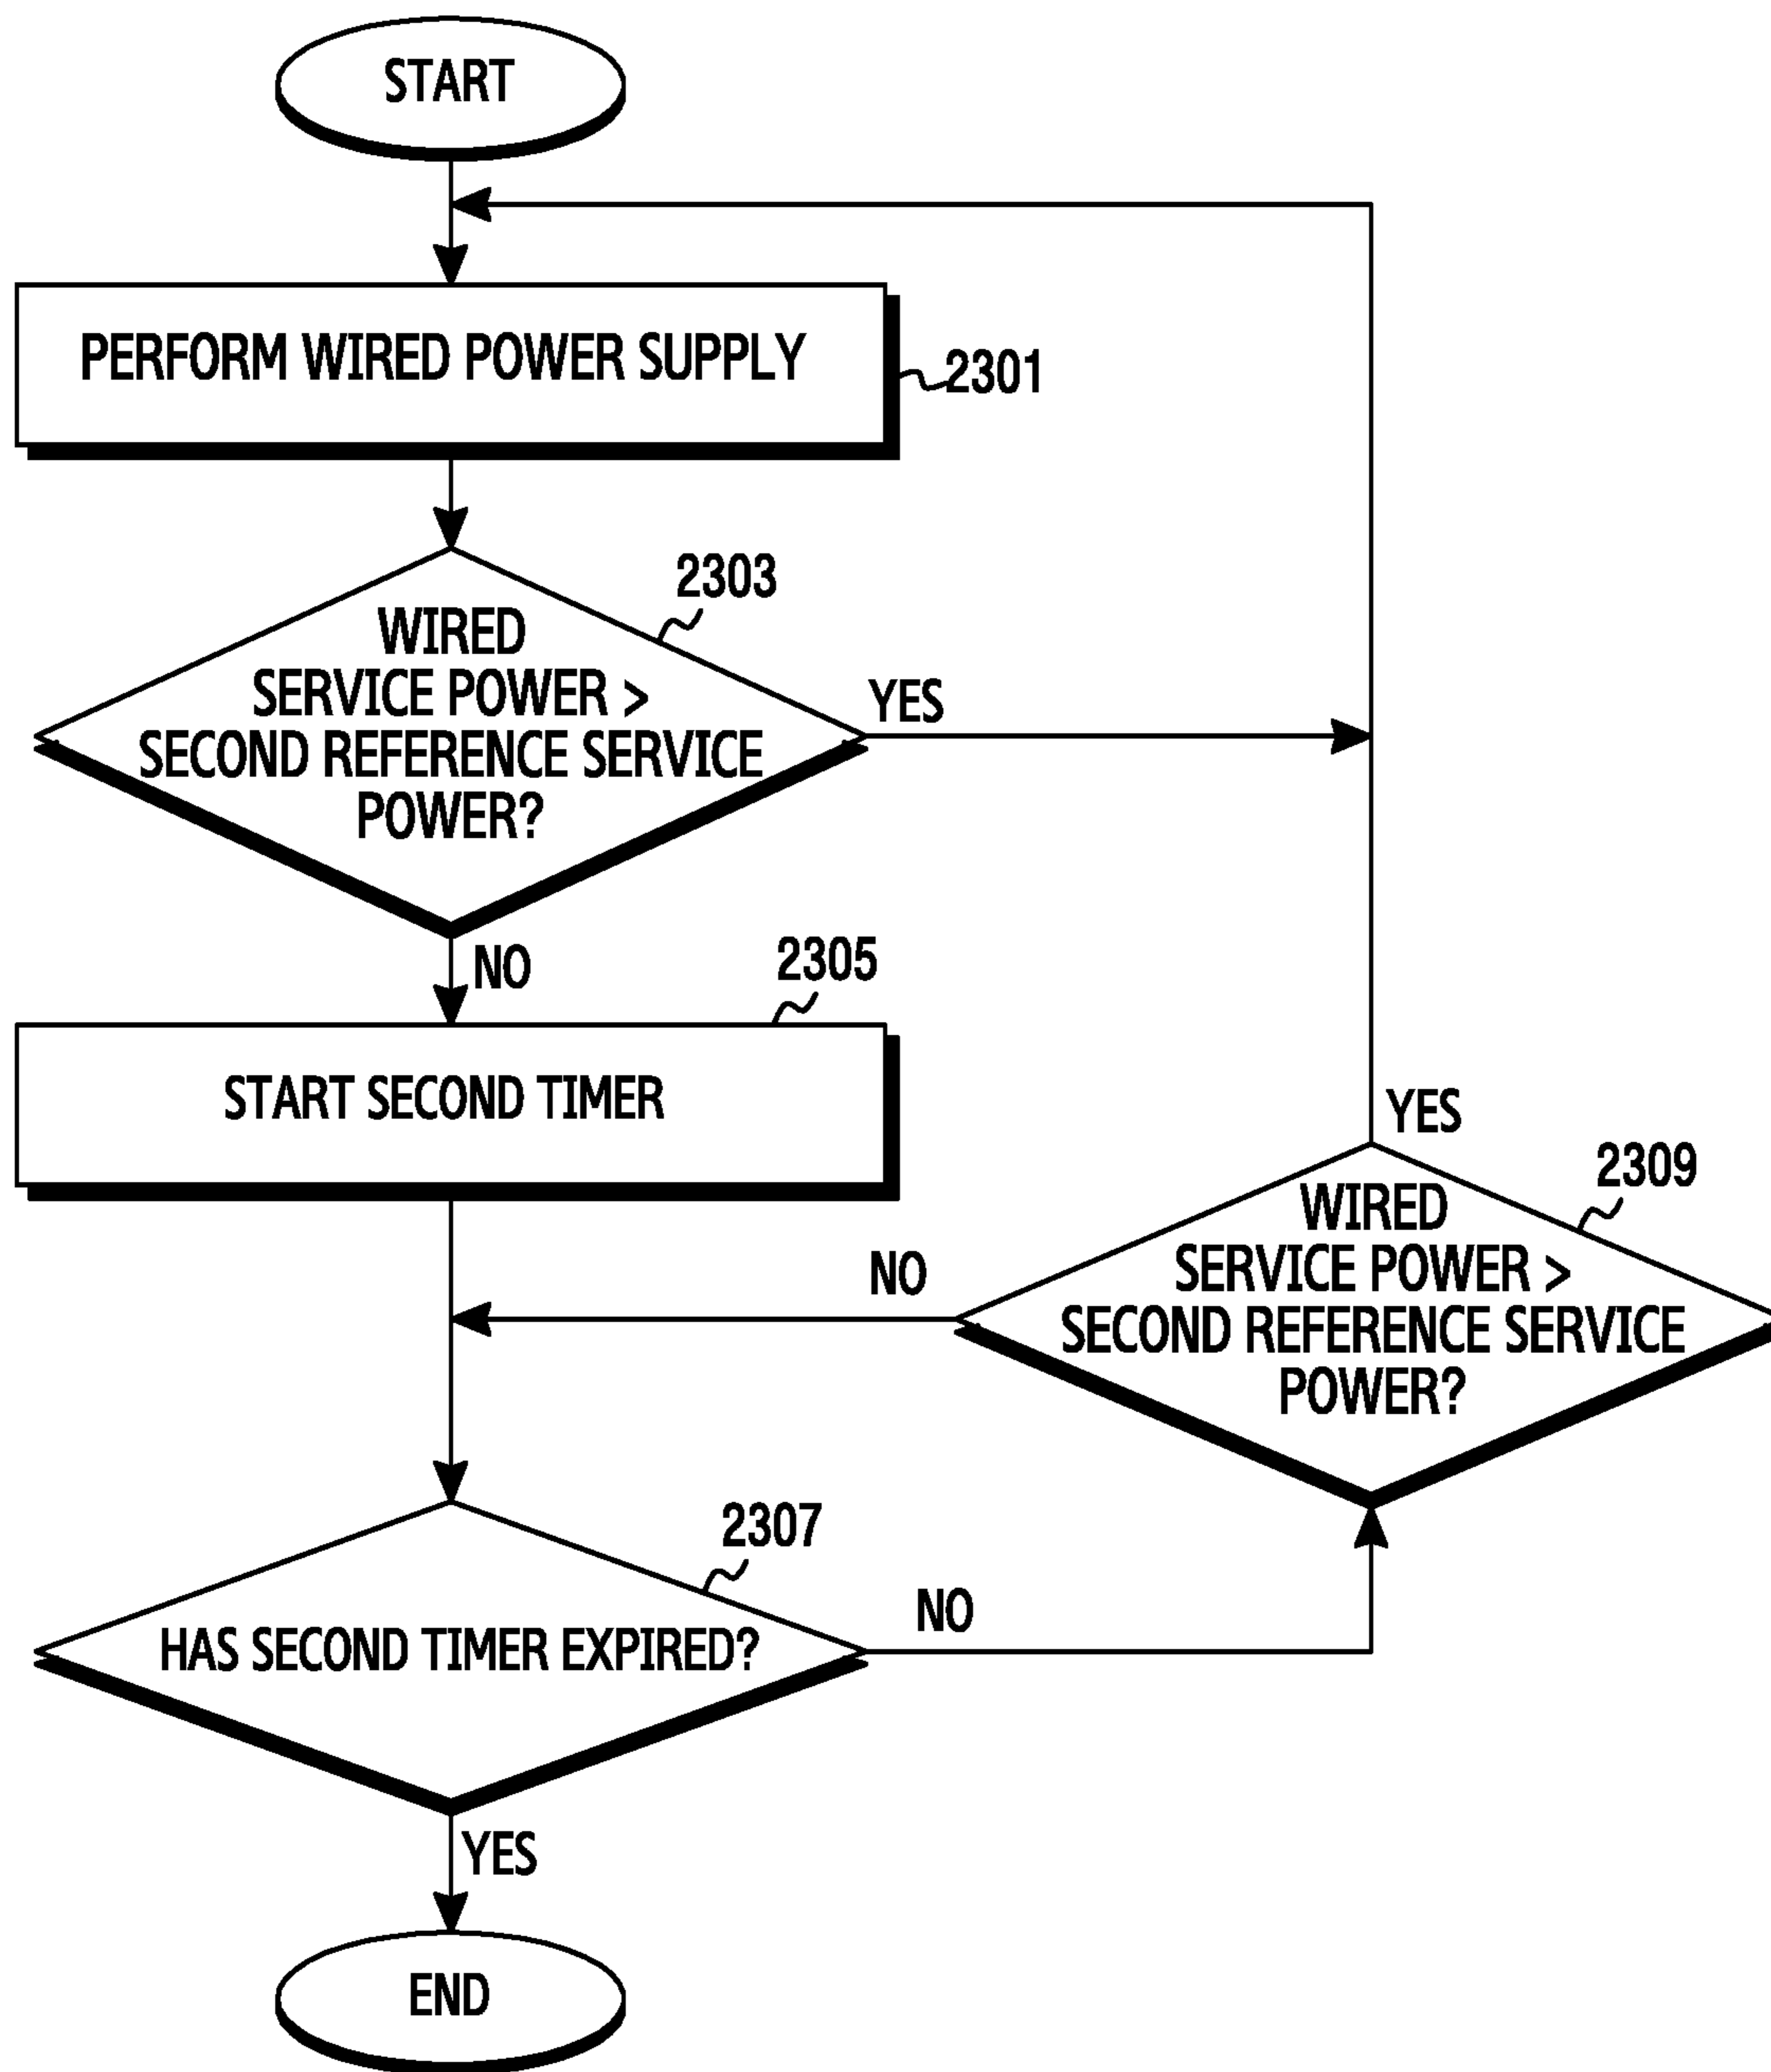 START
PERFORM WIRED POWER SUPPLY
2301
2303
WIRED
SERVICE POWER >
SECOND REFERENCE SERVICE
POWER?
YES
NO
2305
START SECOND TIMER
YES
2309
WIRED
SERVICE POWER >
SECOND REFERENCE SERVICE
POWER?
NO
2307
HAS SECOND TIMER EXPIRED?
NO
YES
END